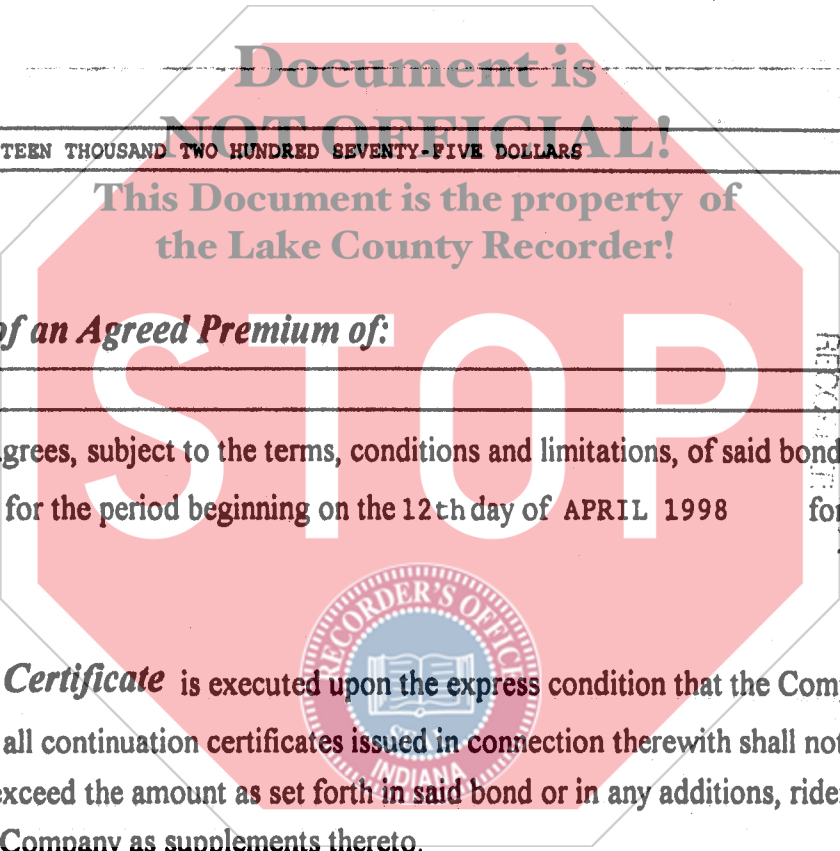 Document is
NOT OFFICIAL!
TEEN THOUSAND TWO HUNDRED SEVENTY-FIVE DOLLARS
This Document is the property of
the Lake County Recorder!
of an Agreed Premium of:
STOP
grees, subject to the terms, conditions and limitations, of said bond
for the period beginning on the 12th day of APRIL 1998 for
RECORDER'S OFFICE
Certificate is executed upon the express condition that the Com
all continuation certificates issued in connection therewith shall not
SEAL
INDIANA
exceed the amount as set forth in said bond or in any additions, ride
Company as supplements thereto.